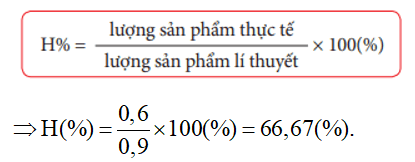 H% = lượng sản phẩm thực tế / lượng sản phẩm lí thuyết × 100(%)
⇒ H(%) = 0,6 / 0,9 × 100(%) = 66,67(%).